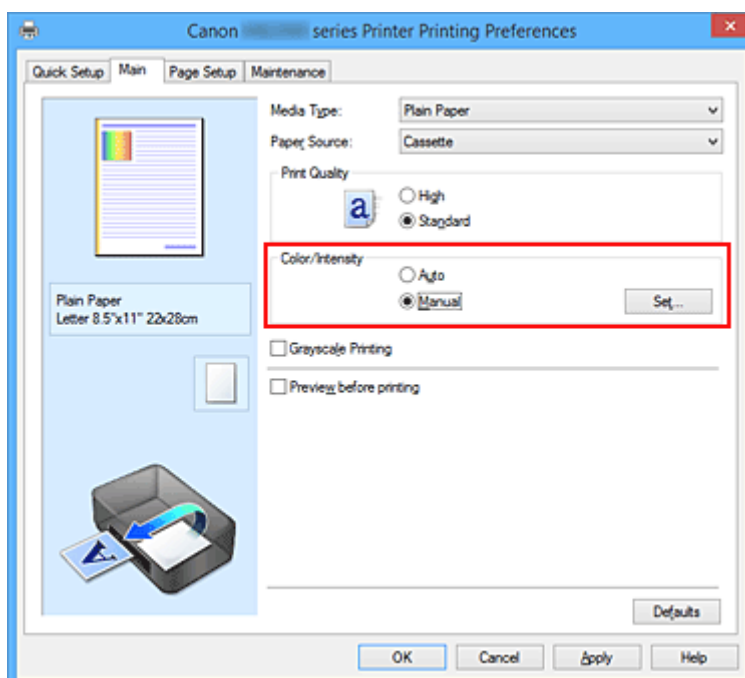 Canon series Printer Printing Preferences
Quick Setup Main Page Setup Maintenance
Media Type: Plain Paper
Paper Source: Cassette
Print Quality
a
High
Standard
Color/Intensity
Auto
Manual Set...
Plain Paper
Letter 8.5"x11" 22x28cm
Grayscale Printing
Preview before printing
A
Defaults
OK Cancel Apply Help